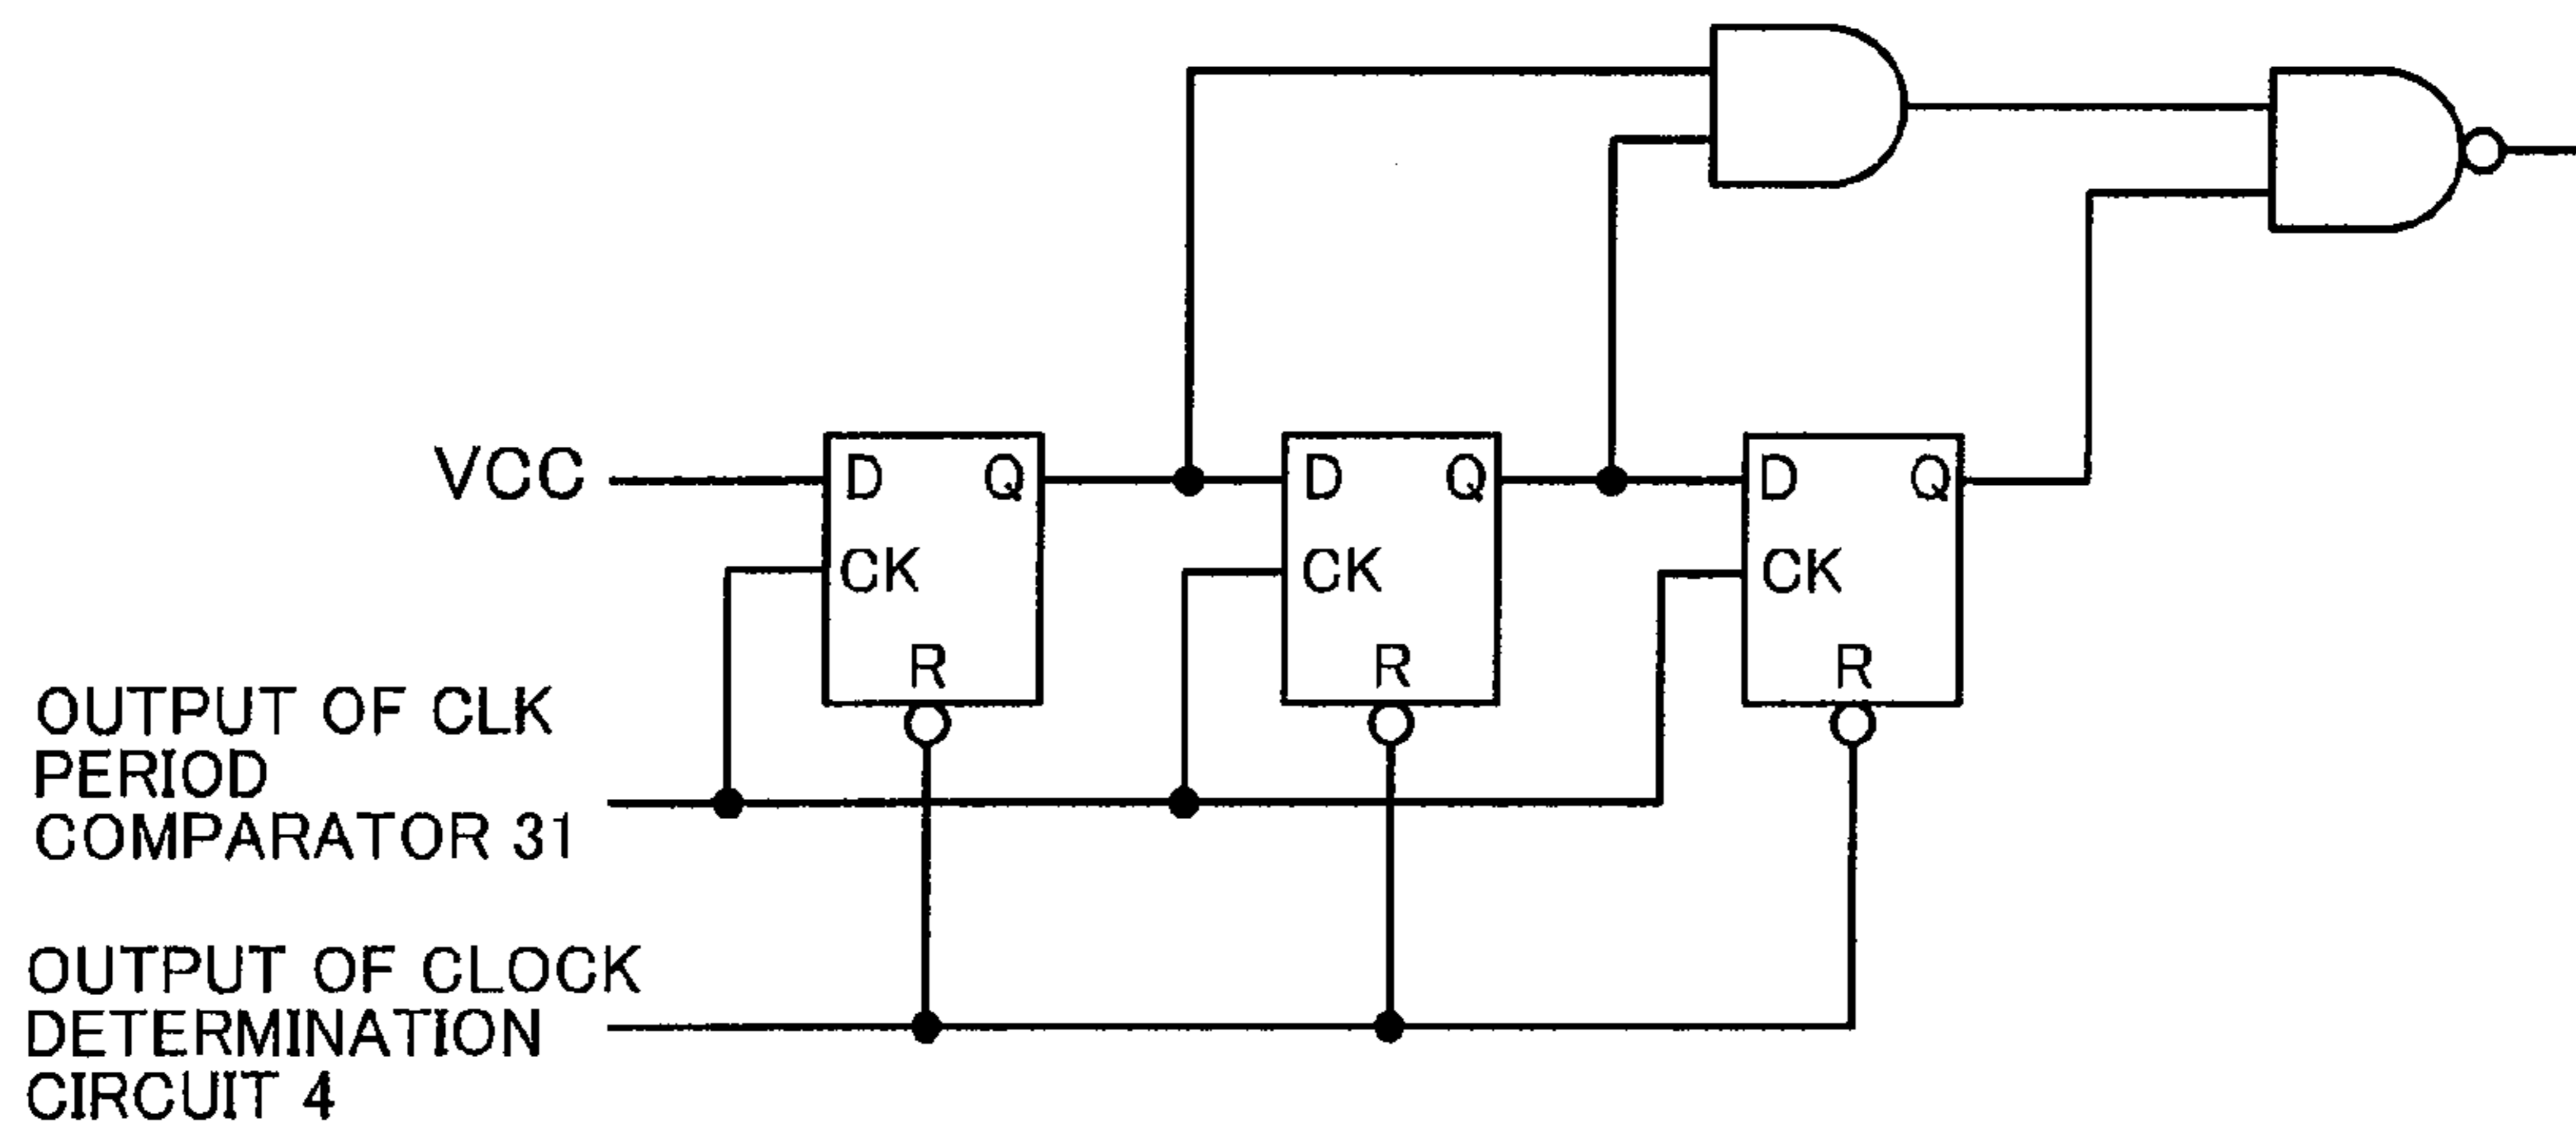 VCC
D Q
CK
R
D Q
CK
R
D Q
CK
R
OUTPUT OF CLK
PERIOD
COMPARATOR 31
OUTPUT OF CLOCK
DETERMINATION
CIRCUIT 4